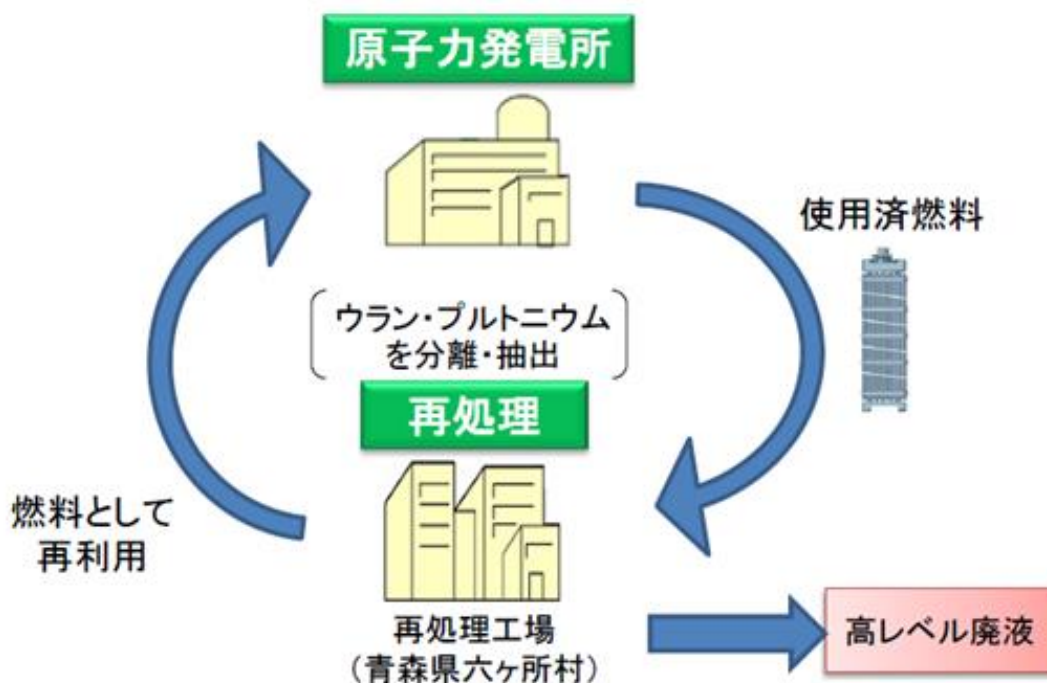 原子力発電所
使用済燃料
ウラン・プルトニウム
を分離・抽出
再処理
燃料として
再利用
再処理工場
（青森県六ヶ所村）
高レベル廃液